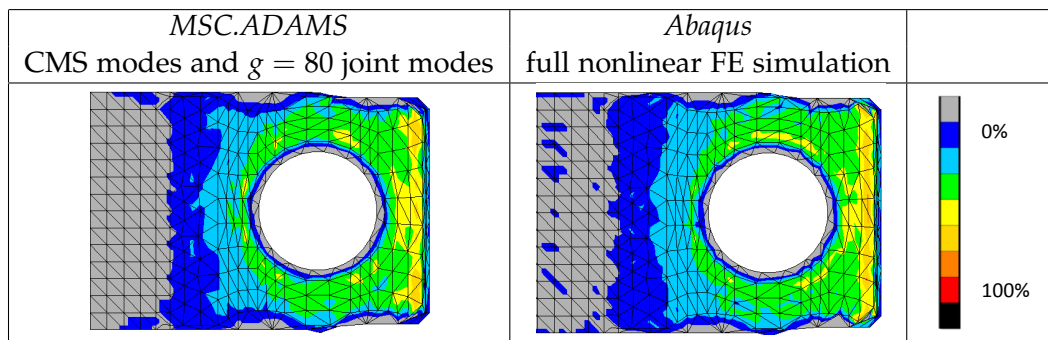 MSC.ADAMS
CMS modes and g = 80 joint modes
Abaqus
full nonlinear FE simulation
0%
100%